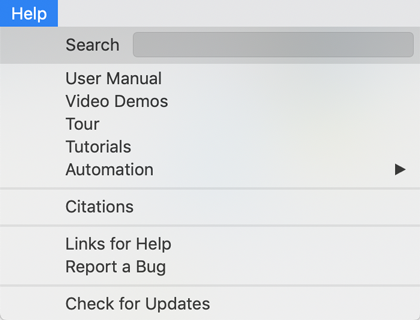 Help
Search
User Manual
Video Demos
Tour
Tutorials
Automation
Citations
Links for Help
Report a Bug
Check for Updates